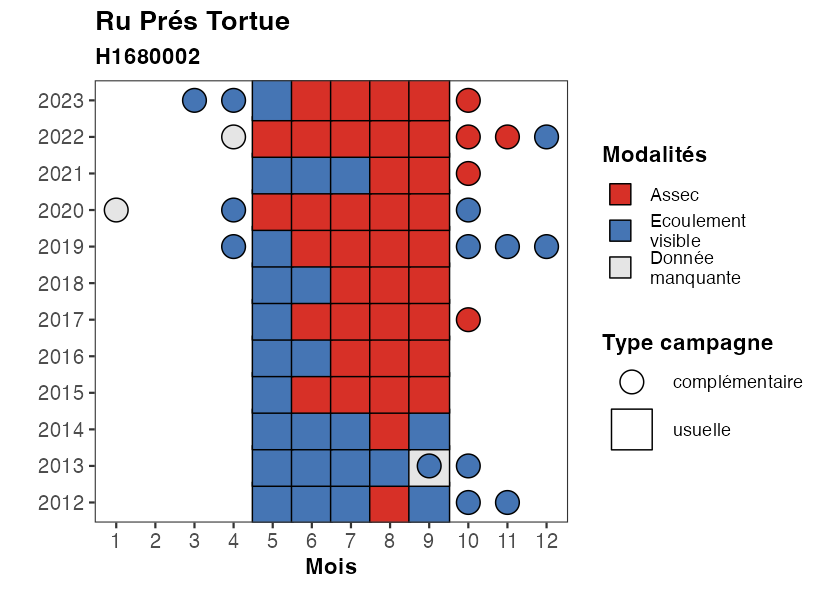 Ru Prés Tortue
H1680002
2023
2022
2021
2020
2019
2018
2017
2016
2015
2014
2013
2012
1 2 3 4 5 6 7 8 9 10 11 12
Mois
Modalités
Assec
Ecoulement
visible
Donnée
manquante
Type campagne
complémentaire
usuelle